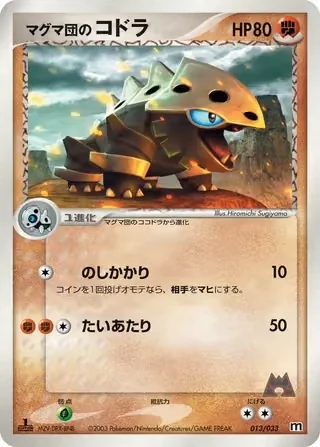 マグマ団の コドラ HP80
1進化
マグマ団のココドラから進化
Illus.Hiromichi Sugiyama
のしかかり 10
コインを1回投げオモテなら、相手をマヒにする。
たいあたり 50
弱点 抵抗力 にげる
©2003 Pokémon/Nintendo/Creatures/GAME FREAK
013/033
m